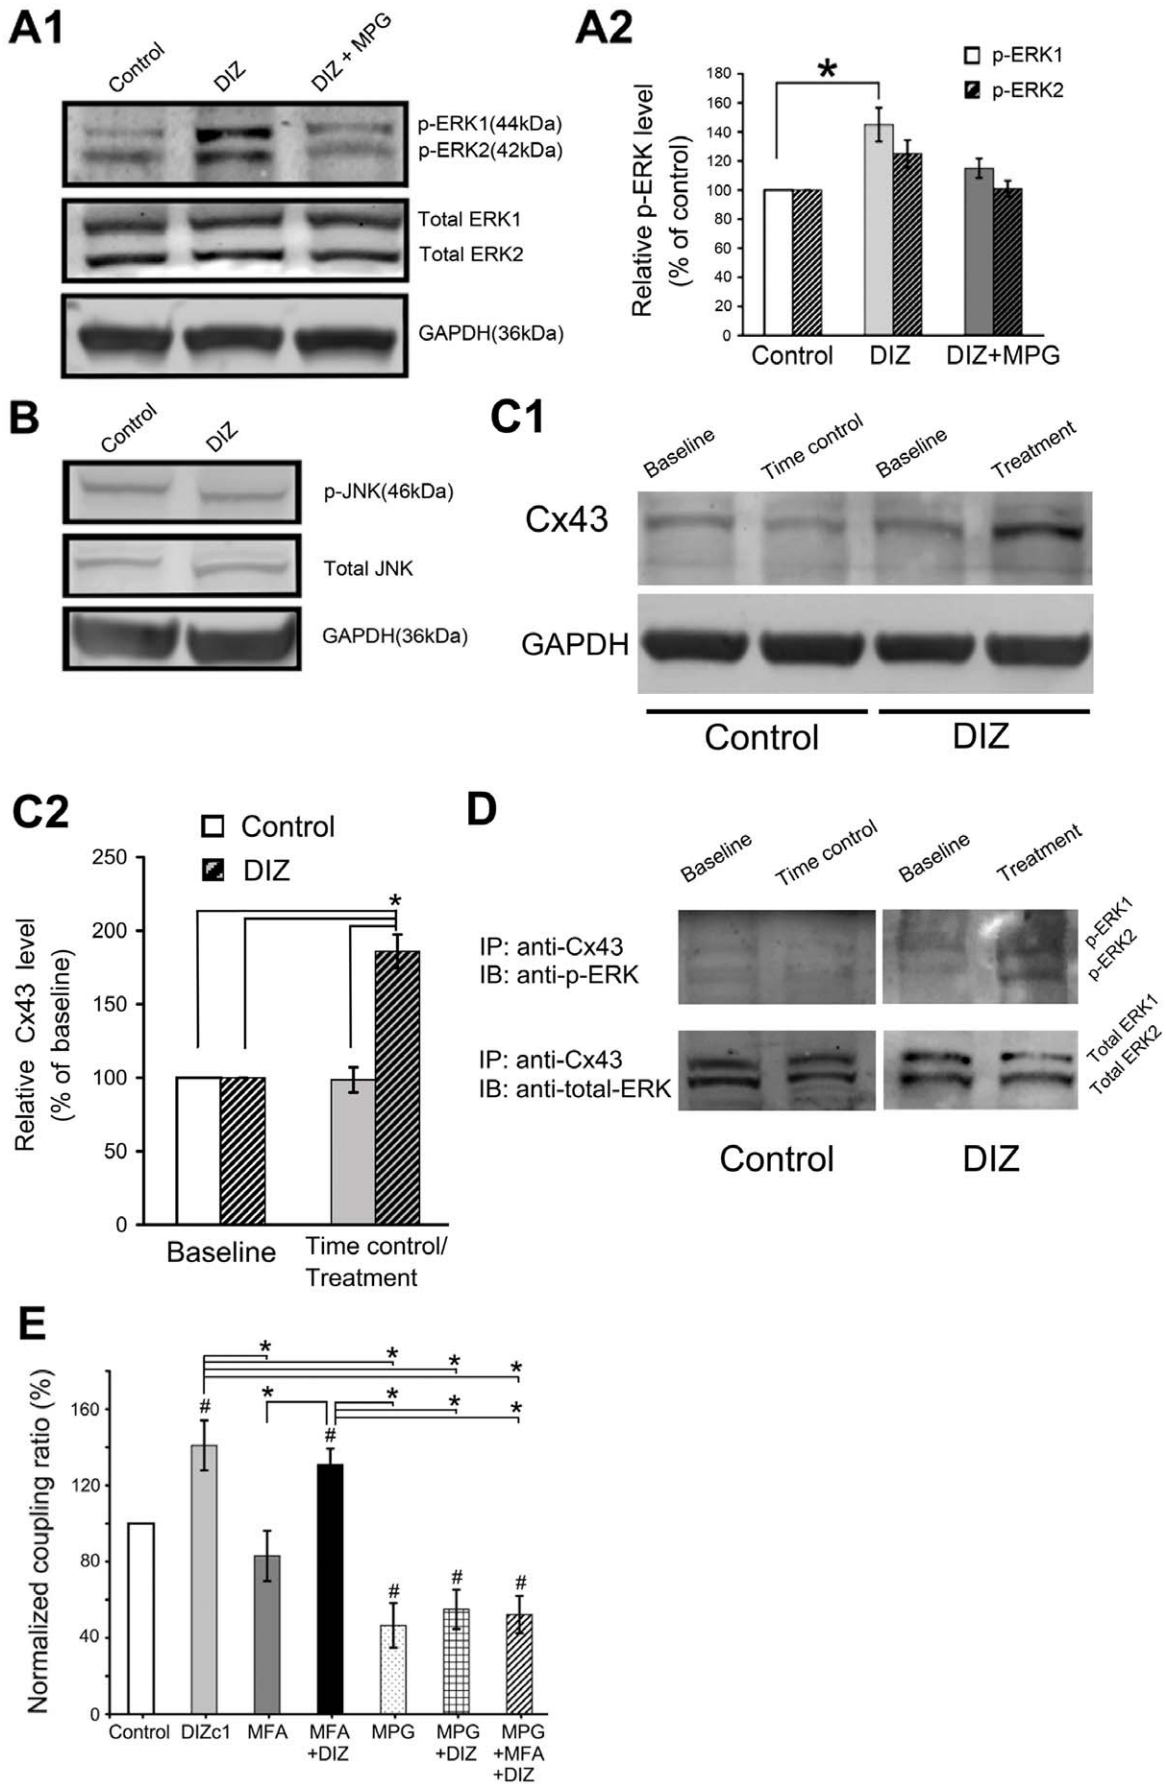 A1
Control
DIZ
DIZ + MPG
p-ERK1(44kDa)
p-ERK2(42kDa)
Total ERK1
Total ERK2
GAPDH(36kDa)
A2
p-ERK1
p-ERK2
*
Relative p-ERK level
(% of control)
180
160
140
120
100
80
60
40
20
0
Control
DIZ
DIZ+MPG
B
Control
DIZ
p-JNK(46kDa)
Total JNK
GAPDH(36kDa)
C1
Baseline
Time control
Baseline
Treatment
Cx43
GAPDH
Control
DIZ
C2
Control
DIZ
Relative Cx43 level
(% of baseline)
250
200
150
100
50
0
*
Baseline
Time control/
Treatment
D
Baseline
Time control
Baseline
Treatment
IP: anti-Cx43
IB: anti-p-ERK
p-ERK1
p-ERK2
IP: anti-Cx43
IB: anti-total-ERK
Total ERK1
Total ERK2
Control
DIZ
E
Normalized coupling ratio (%)
160
120
80
40
0
*
*
*
*
*
*
*
*
#
#
#
#
#
Control
DIZc1
MFA
MFA
+DIZ
MPG
MPG
+DIZ
MPG
+MFA
+DIZ